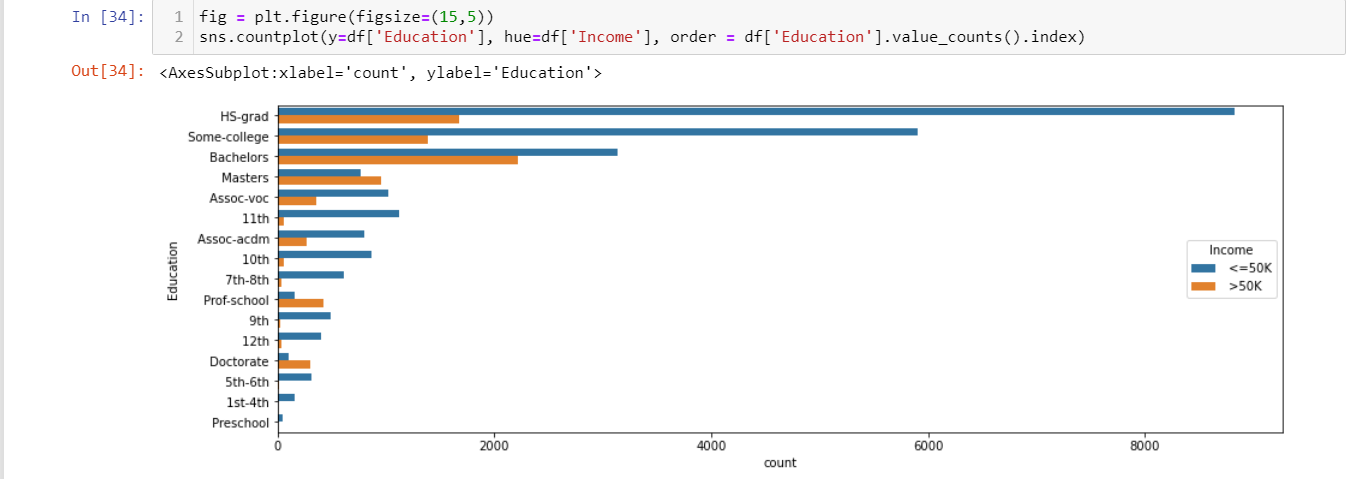 In [34]:
1 fig = plt.figure(figsize=(15,5))
2 sns.countplot(y=df['Education'], hue=df['Income'], order = df['Education'].value_counts().index)
Out[34]: <AxesSubplot:xlabel='count', ylabel='Education'>
Education
HS-grad
Some-college
Bachelors
Masters
Assoc-voc
11th
Assoc-acdm
10th
7th-8th
Prof-school
9th
12th
Doctorate
5th-6th
1st-4th
Preschool
Income
<=50K
>50K
0 2000 4000 6000 8000
count